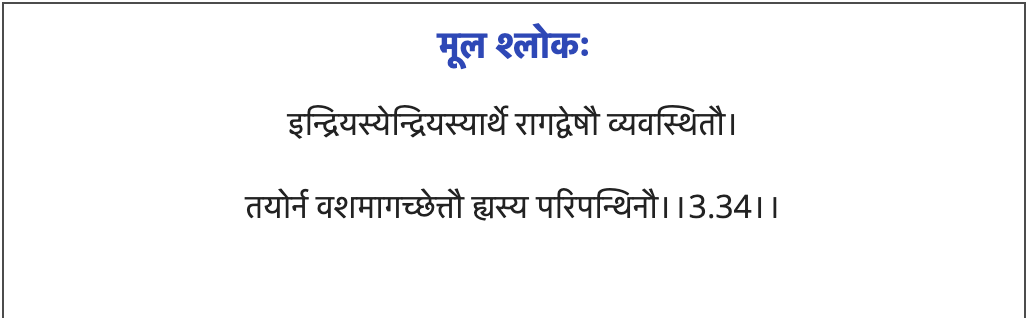 मूल श्लोकः
इन्द्रियस्येन्द्रियस्यार्थे रागद्वेषौ व्यवस्थितौ।
तयोर्न वशमागच्छेत्तौ ह्यस्य परिपन्थिनौ।।3.34।।